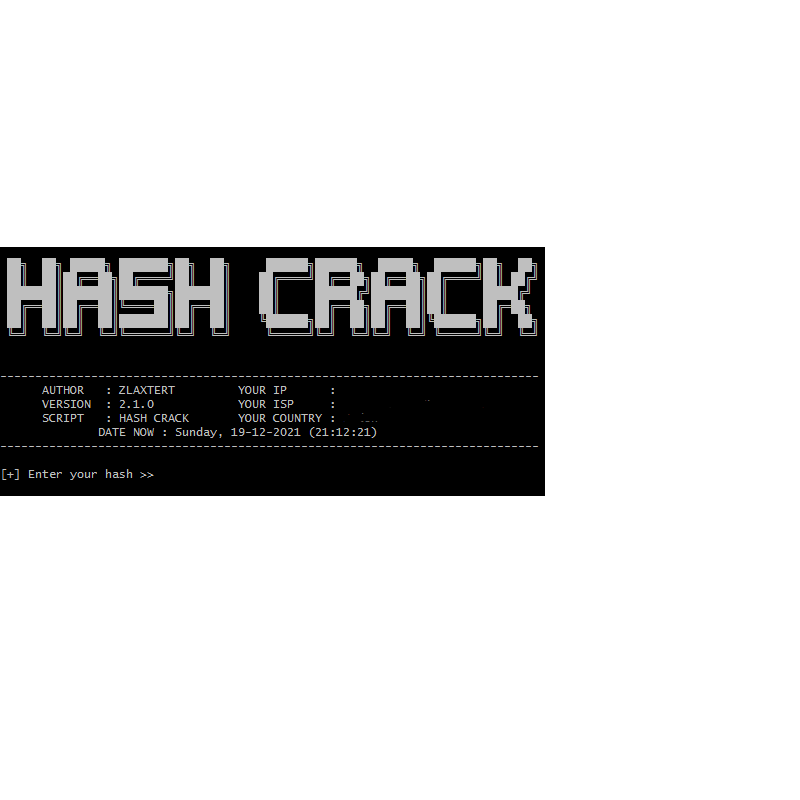 HASH CRACK
AUTHOR : ZLAXTERT YOUR IP :
VERSION : 2.1.0 YOUR ISP :
SCRIPT : HASH CRACK YOUR COUNTRY :
DATE NOW : Sunday, 19-12-2021 (21:12:21)
[+] Enter your hash >>